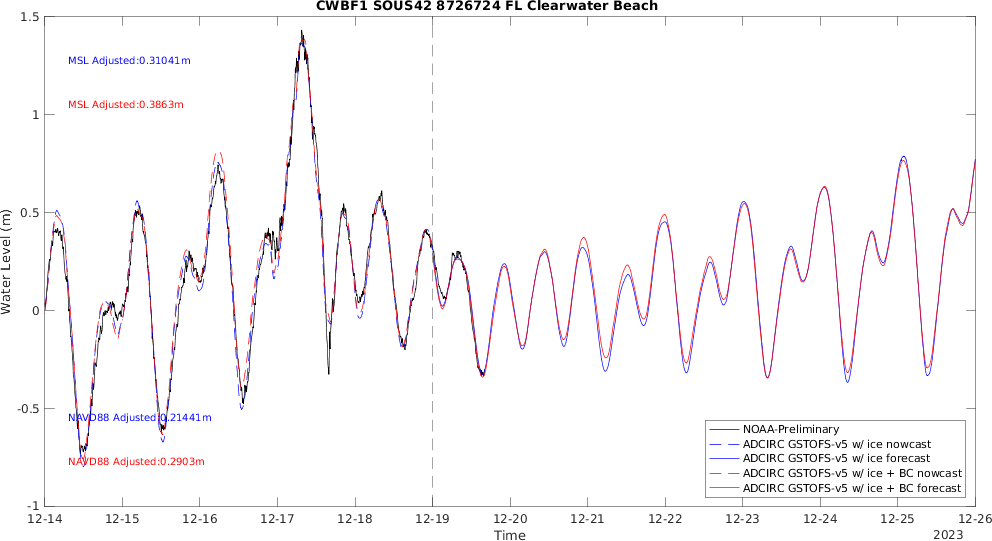 CWBF1 SOUS42 8726724 FL Clearwater Beach
1.5
1
0.5
0
-0.5
-1
Water Level (m)
MSL Adjusted:0.31041m
MSL Adjusted:0.3863m
NAVD88 Adjusted:0.21441m
NAVD88 Adjusted:0.2903m
NOAA-Preliminary
ADCIRC GSTOFS-v5 w/ ice nowcast
ADCIRC GSTOFS-v5 w/ ice forecast
ADCIRC GSTOFS-v5 w/ ice + BC nowcast
ADCIRC GSTOFS-v5 w/ ice + BC forecast
12-14 12-15 12-16 12-17 12-18 12-19 12-20 12-21 12-22 12-23 12-24 12-25 12-26
Time
2023